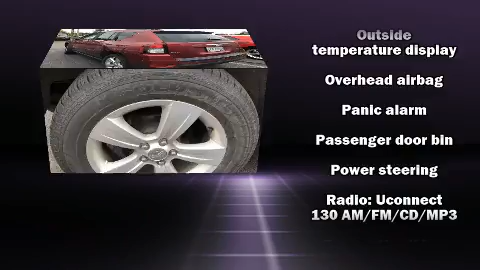 Outside
temperature display
Overhead airbag
Panic alarm
Passenger door bin
Power steering
Radio: Uconnect
130 AM/FM/CD/MP3